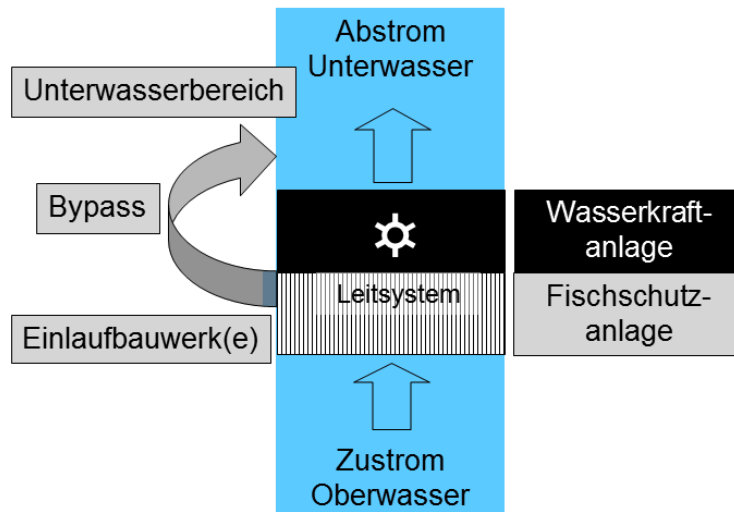 Abstrom
Unterwasser
Unterwasserbereich
Bypass
Wasserkraft-
anlage
Leitsystem
Fischschutz-
anlage
Einlaufbauwerk(e)
Zustrom
Oberwasser